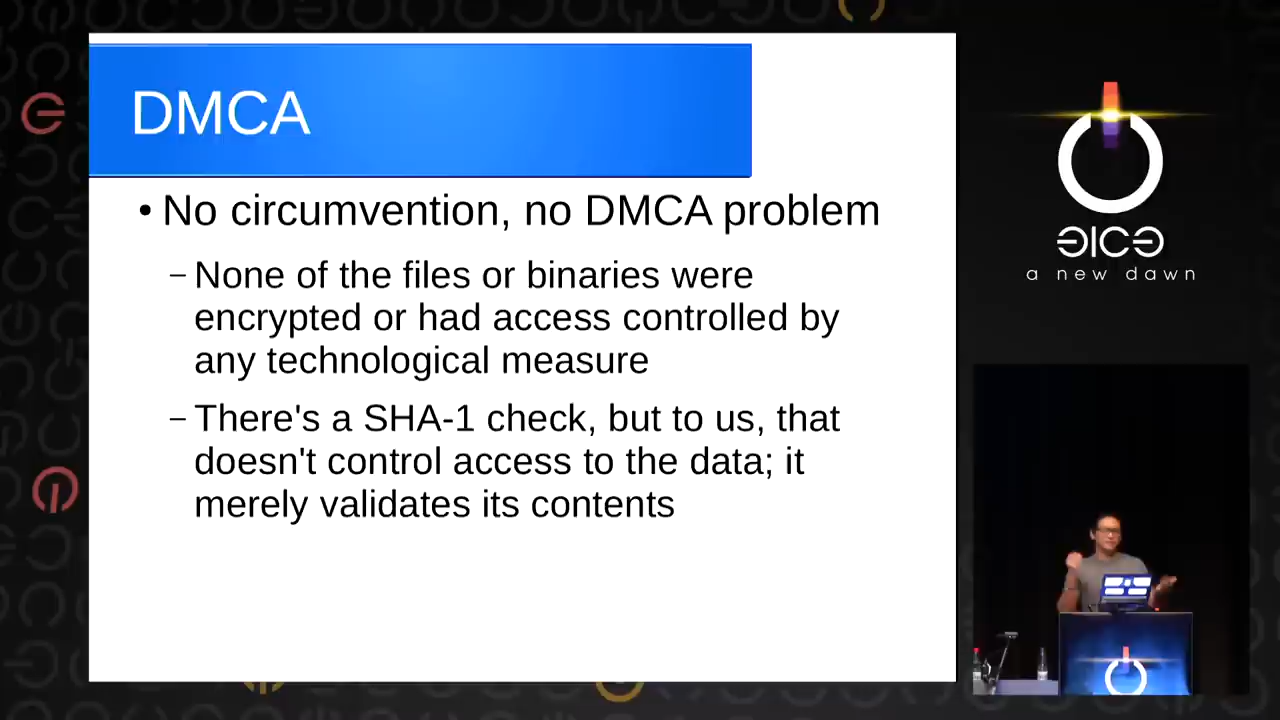 DMCA
• No circumvention, no DMCA problem
– None of the files or binaries were
encrypted or had access controlled by
any technological measure
– There's a SHA-1 check, but to us, that
doesn't control access to the data; it
merely validates its contents
a new dawn